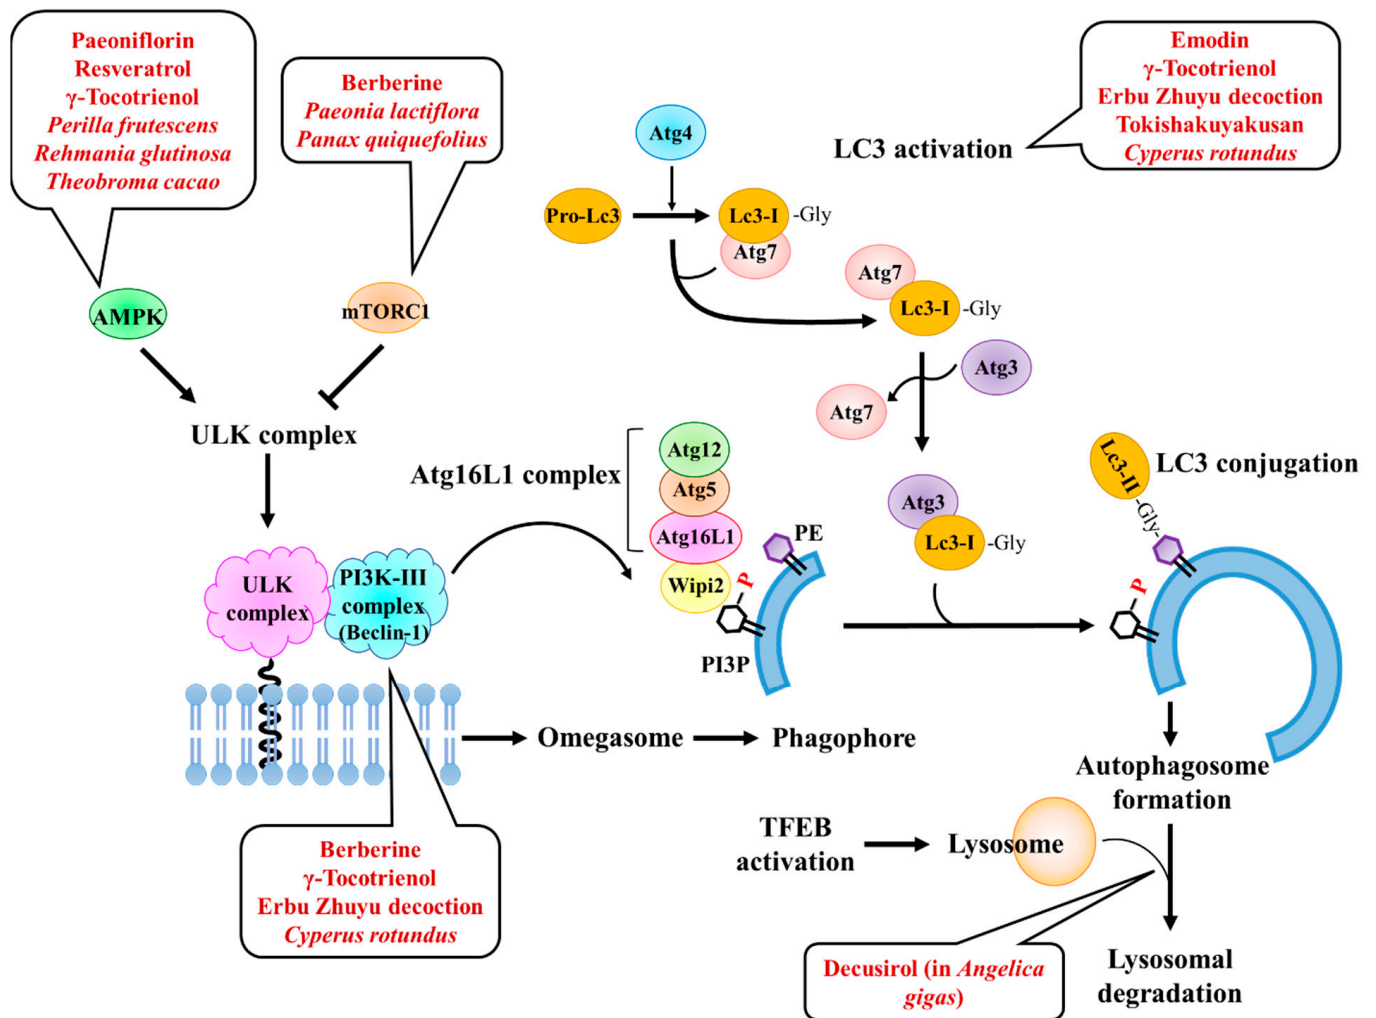 Paeoniflorin
Resveratrol
γ-Tocotrienol
Perilla frutescens
Rehmania glutinosa
Theobroma cacao
Berberine
Paeonia lactiflora
Panax quiquefolius
Emodin
γ-Tocotrienol
Erbu Zhuyu decoction
Tokishakuyakusan
Cyperus rotundus
LC3 activation
Atg4
Pro-Lc3
Lc3-I
-Gly
Atg7
Atg7
Lc3-I
-Gly
Atg3
Atg7
AMPK
mTORC1
ULK complex
Atg16L1 complex
Atg12
Atg5
Atg16L1
Wipi2
P
PE
PI3P
Atg3
Lc3-I
-Gly
Lc3-II
-Gly-
LC3 conjugation
P
ULK
complex
PI3K-III
complex
(Beclin-1)
Omegasome
Phagophore
Autophagosome
formation
TFEB
activation
Lysosome
Berberine
γ-Tocotrienol
Erbu Zhuyu decoction
Cyperus rotundus
Decusirol (in Angelica
gigas)
Lysosomal
degradation